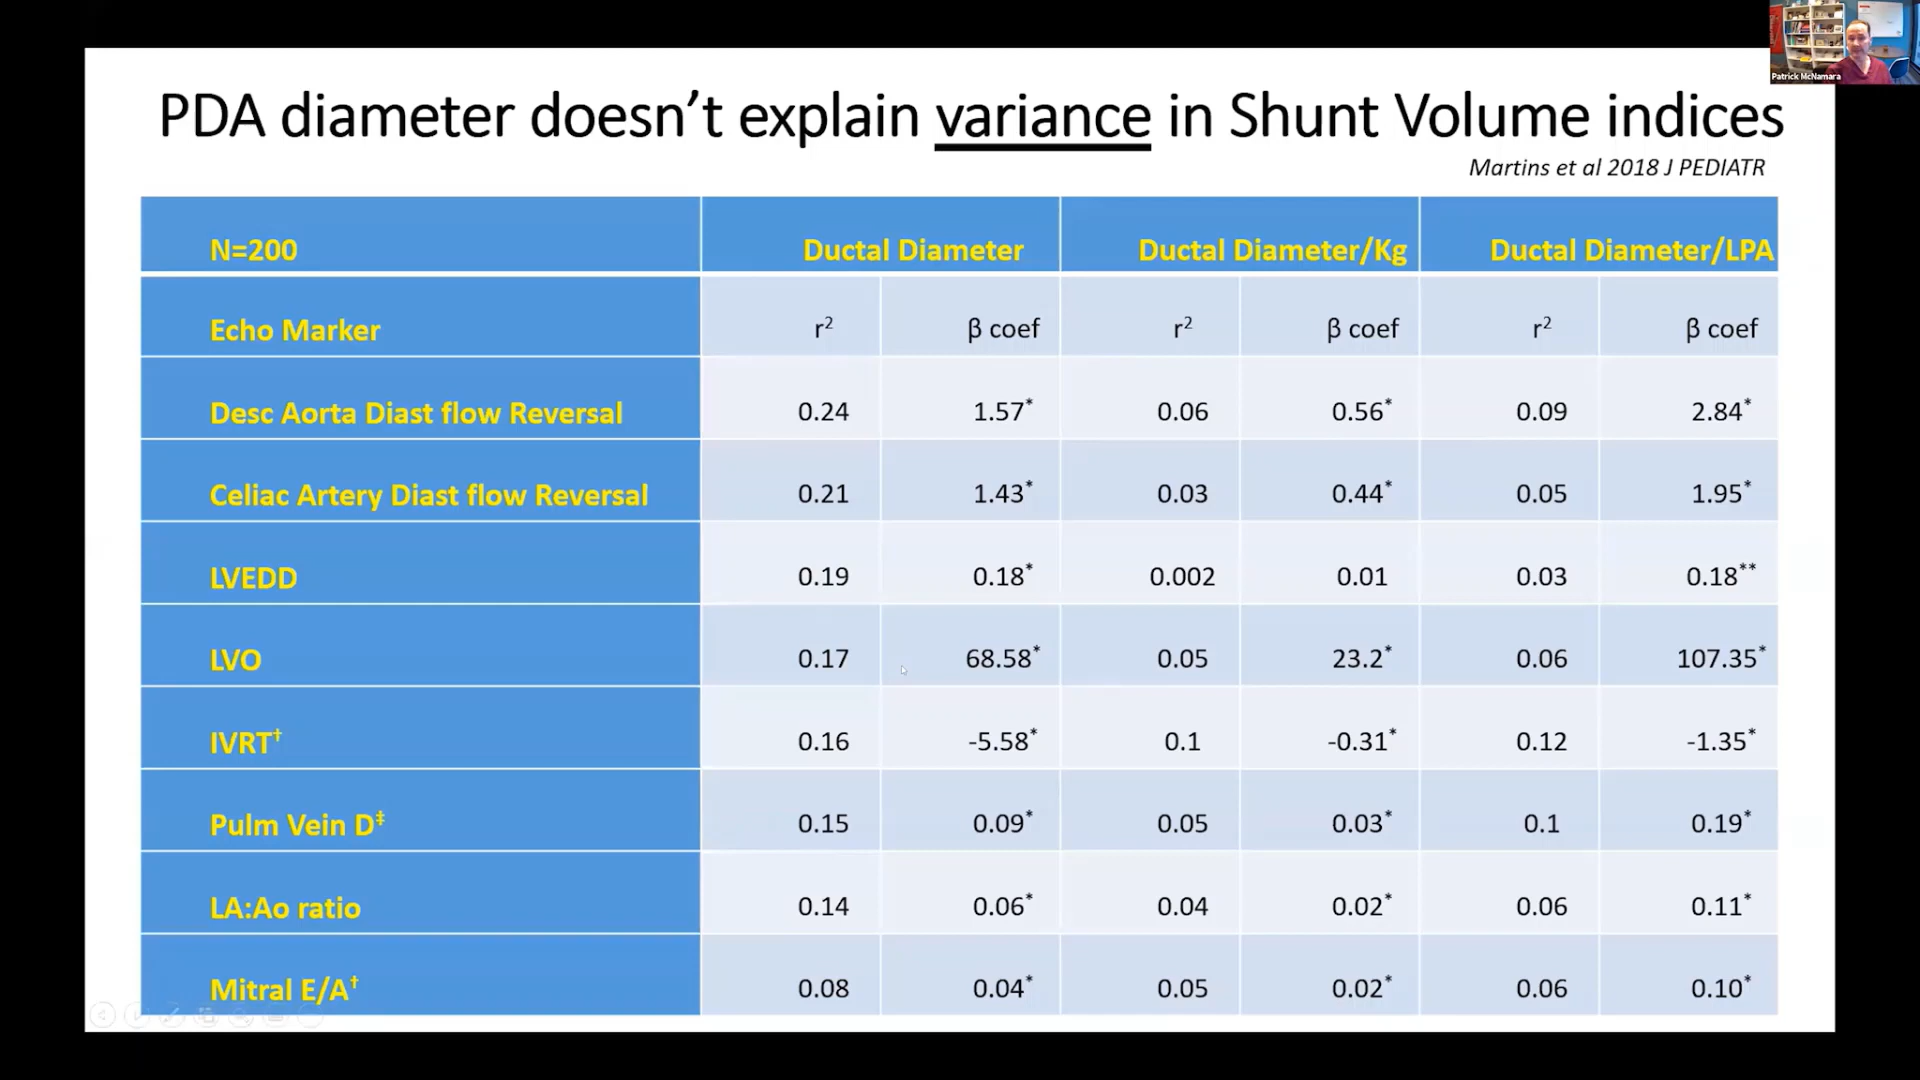 Patrick McNamara
PDA diameter doesn’t explain variance in Shunt Volume indices
Martins et al 2018 J PEDIATR
N=200 Ductal Diameter Ductal Diameter/Kg Ductal Diameter/LPA
Echo Marker r² β coef r² β coef r² β coef
Desc Aorta Diast flow Reversal 0.24 1.57* 0.06 0.56* 0.09 2.84*
Celiac Artery Diast flow Reversal 0.21 1.43* 0.03 0.44* 0.05 1.95*
LVEDD 0.19 0.18* 0.002 0.01 0.03 0.18**
LVO 0.17 68.58* 0.05 23.2* 0.06 107.35*
IVRT† 0.16 -5.58* 0.1 -0.31* 0.12 -1.35*
Pulm Vein D‡ 0.15 0.09* 0.05 0.03* 0.1 0.19*
LA:Ao ratio 0.14 0.06* 0.04 0.02* 0.06 0.11*
Mitral E/A† 0.08 0.04* 0.05 0.02* 0.06 0.10*